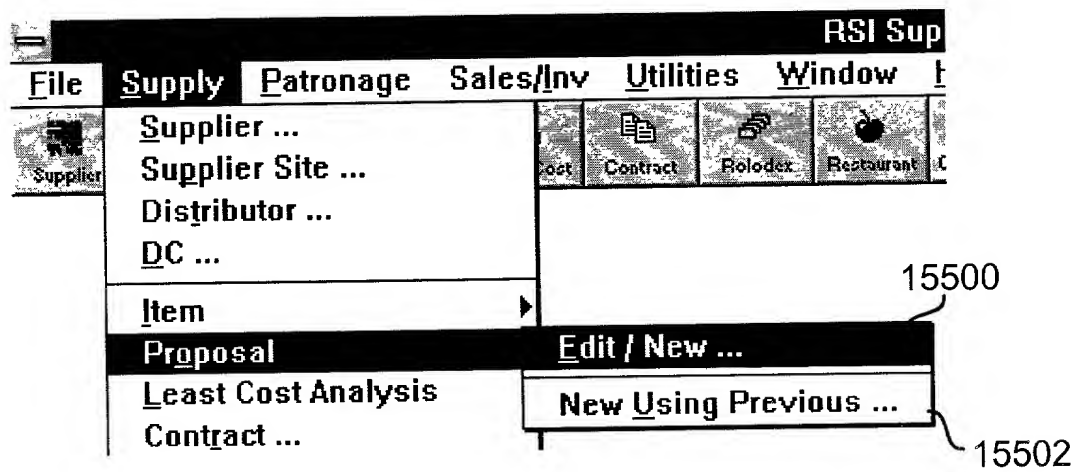 RSI Sup
File Supply Patronage Sales/Inv Utilities Window H
Supplier ost Contract Rolodex Restaurant C
Supplier ...
Supplier Site ...
Distributor ...
DC ...
15500
Item
Proposal Edit / New ...
Least Cost Analysis New Using Previous ...
Contract ...
15502